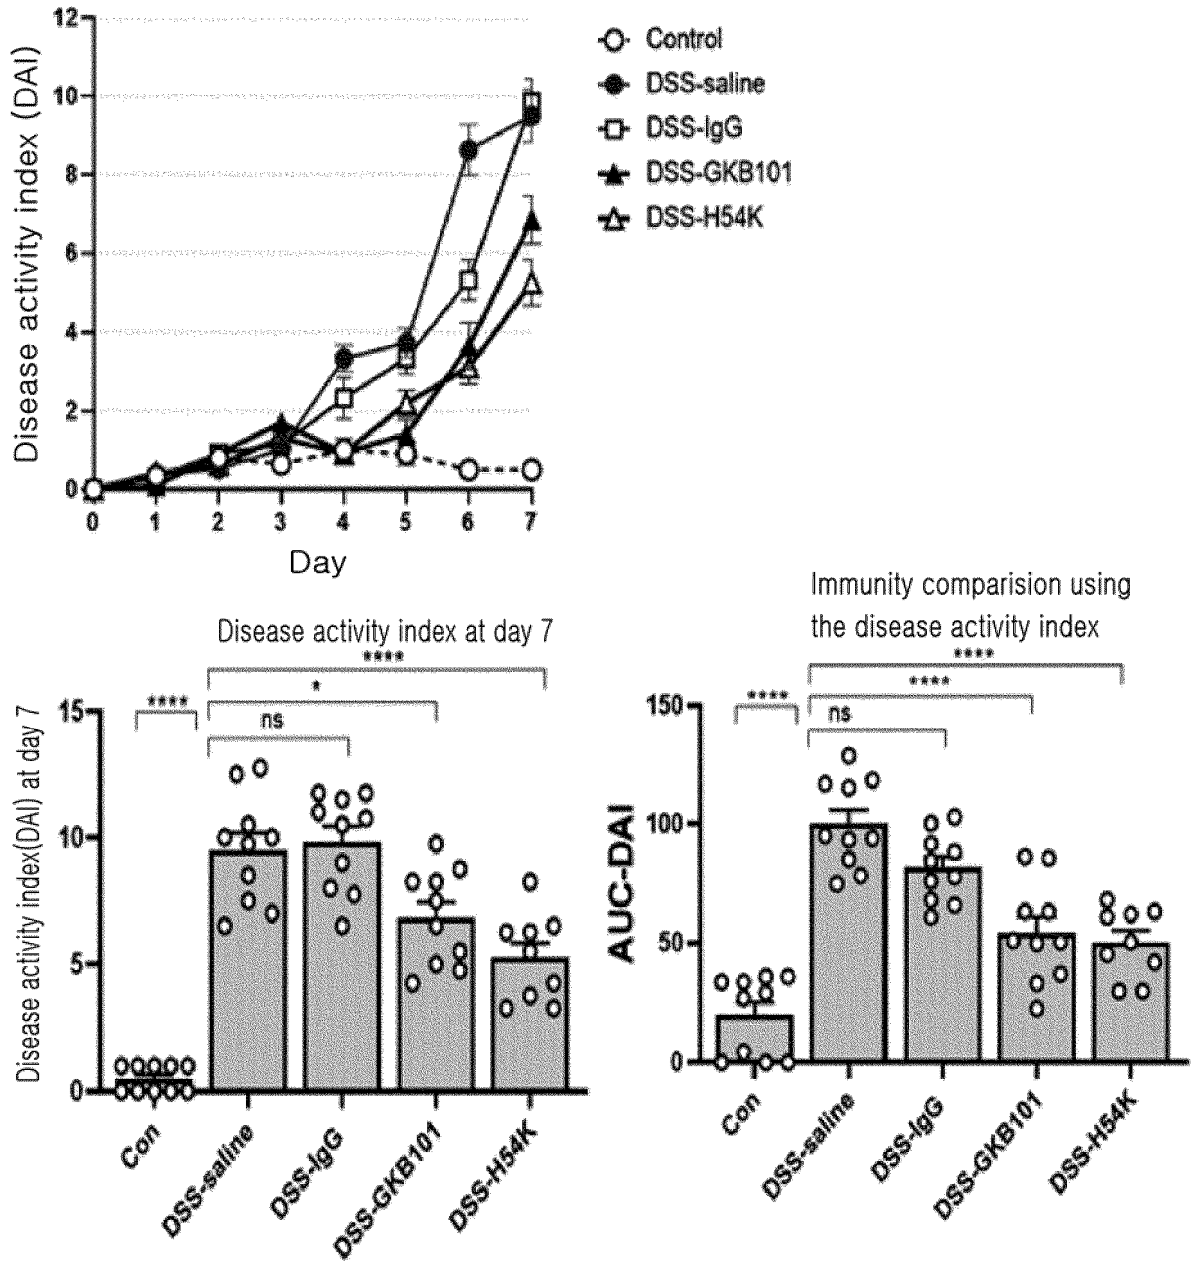 Disease activity index (DAI)
12
10
8
6
4
2
0
0 1 2 3 4 5 6 7
Day
Control
DSS-saline
DSS-IgG
DSS-GKB101
DSS-H54K
Disease activity index at day 7
****
*
ns
****
Disease activity index(DAI) at day 7
15
10
5
0
Con
DSS-saline
DSS-IgG
DSS-GKB101
DSS-H54K
Immunity comparision using
the disease activity index
****
****
ns
****
AUC-DAI
150
100
50
0
Con
DSS-saline
DSS-IgG
DSS-GKB101
DSS-H54K